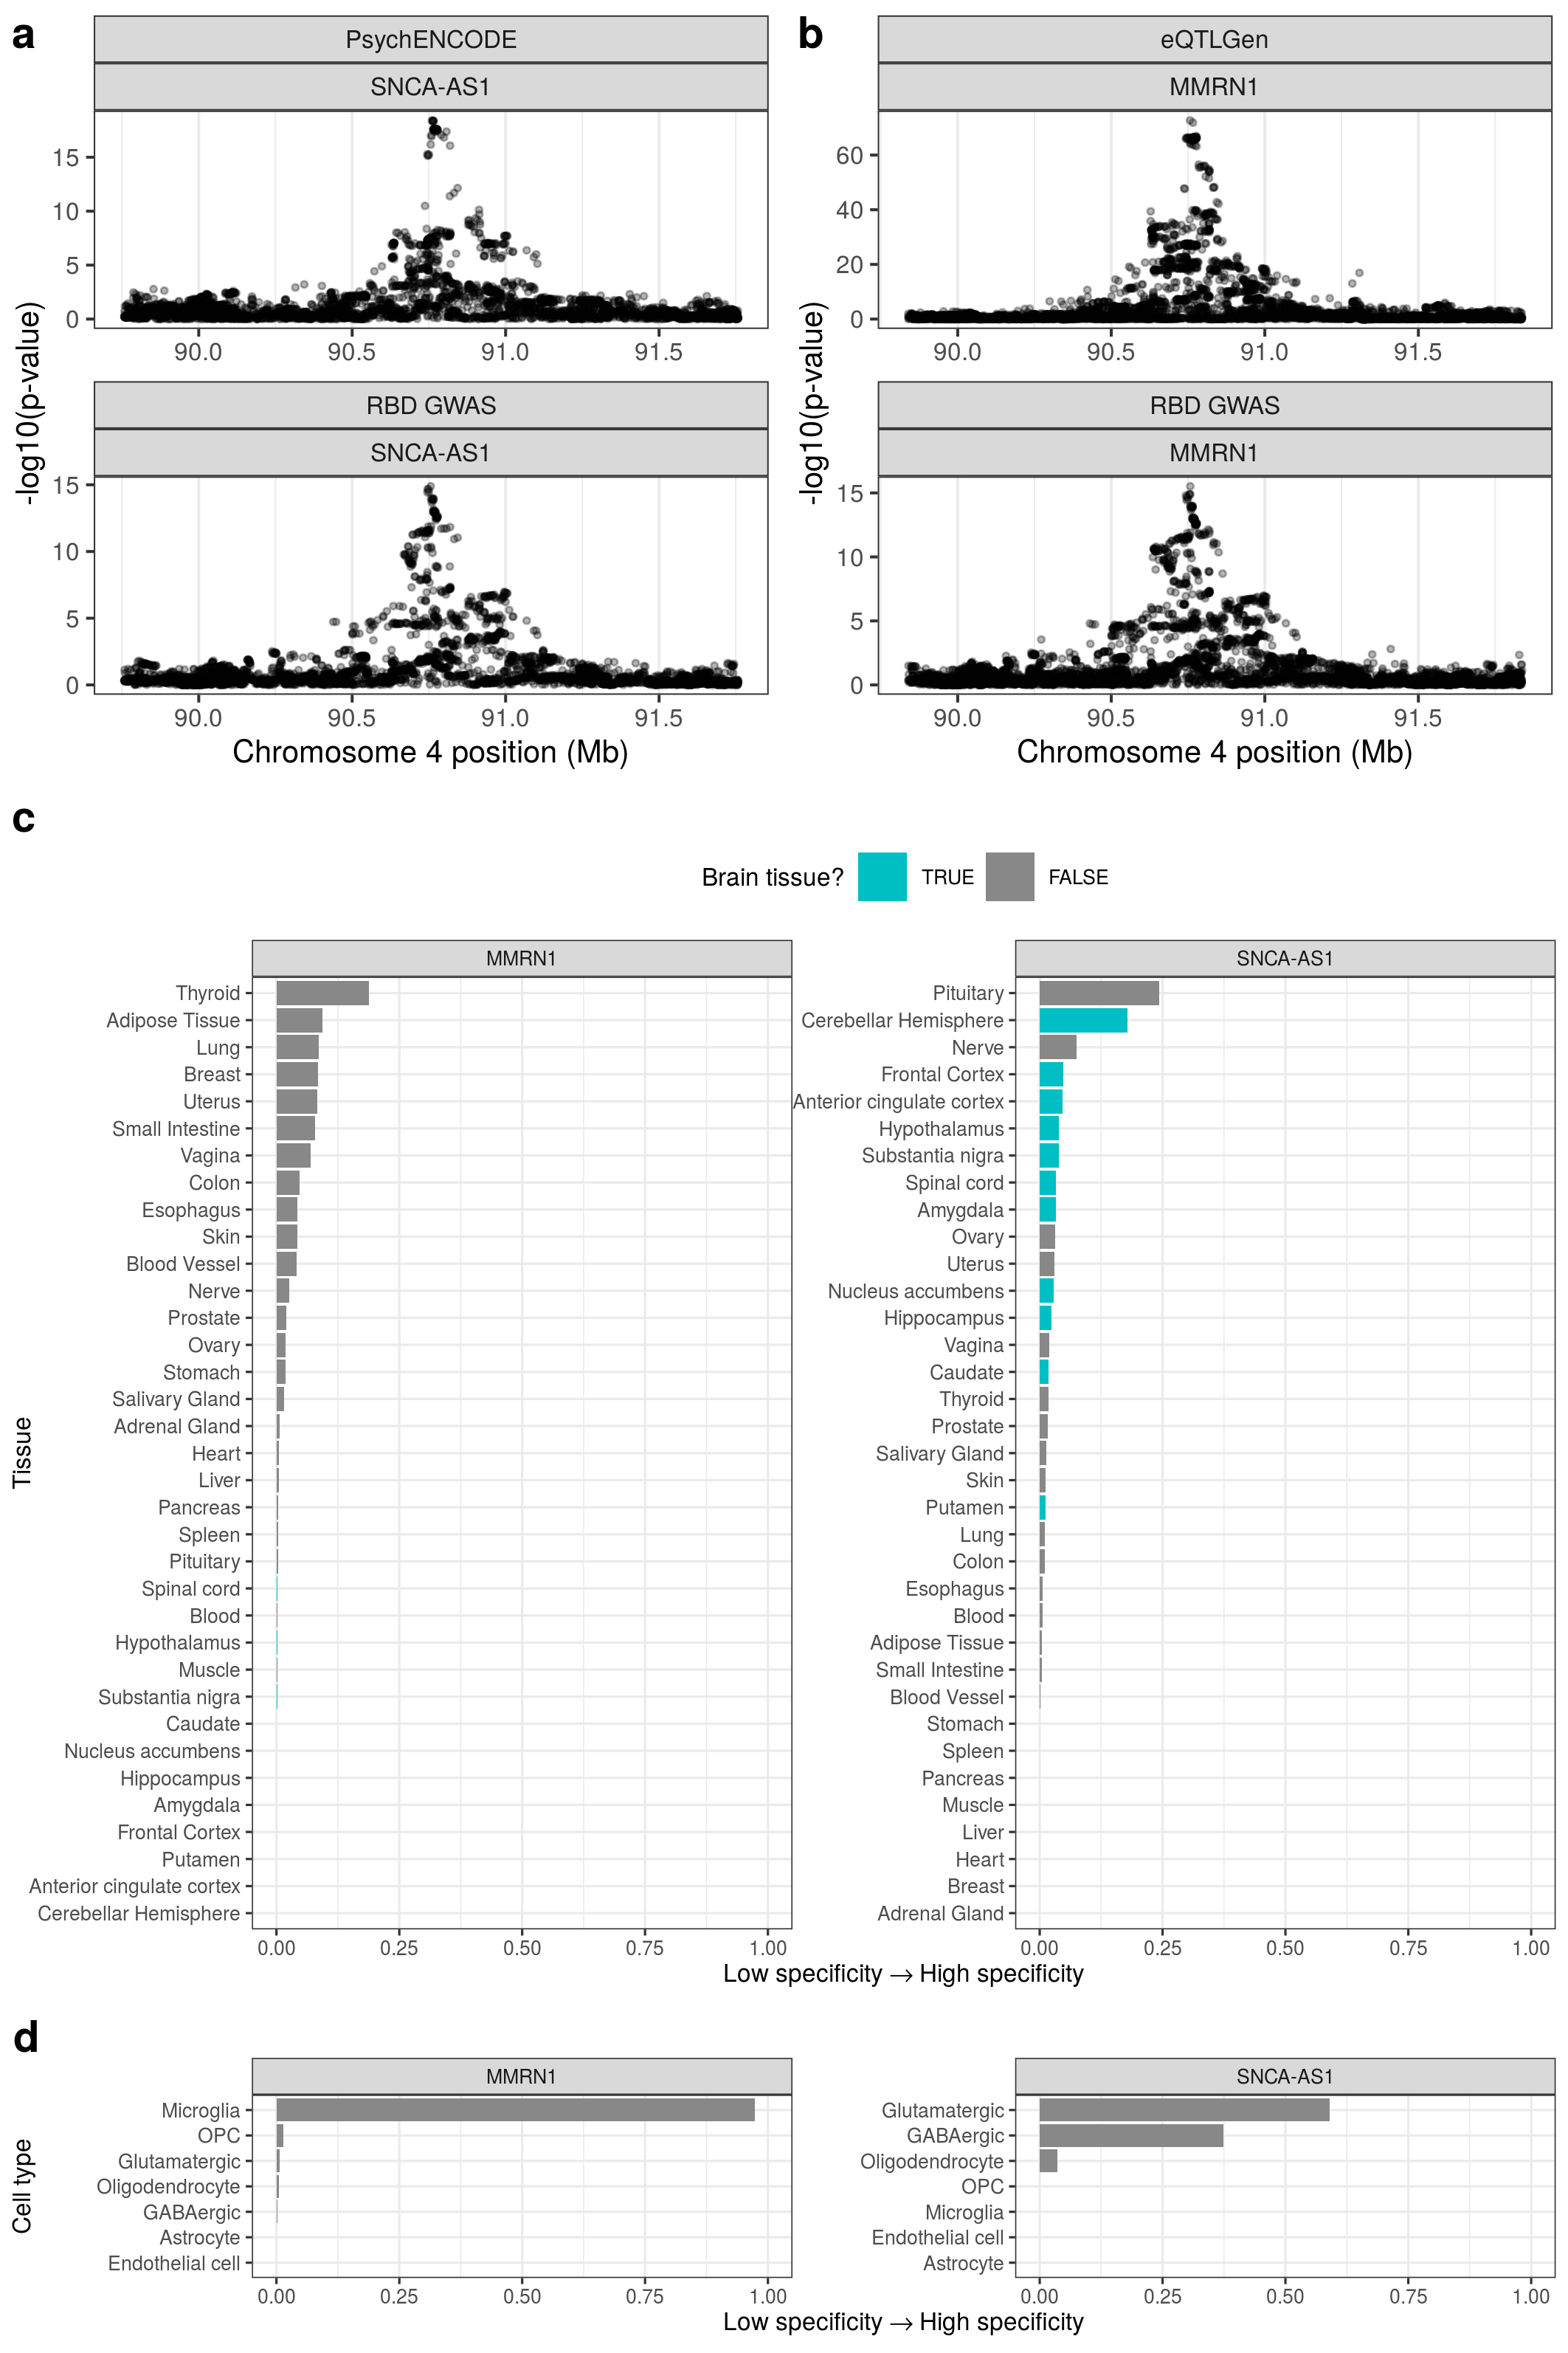 a
PsychENCODE
SNCA-AS1
15
10
5
0
90.0 90.5 91.0 91.5
RBD GWAS
SNCA-AS1
15
10
5
0
90.0 90.5 91.0 91.5
-log10(p-value)
Chromosome 4 position (Mb)
b
eQTLGen
MMRN1
60
40
20
0
90.0 90.5 91.0 91.5
RBD GWAS
MMRN1
15
10
5
0
90.0 90.5 91.0 91.5
-log10(p-value)
Chromosome 4 position (Mb)
c
Brain tissue? TRUE FALSE
Tissue
MMRN1
Thyroid
Adipose Tissue
Lung
Breast
Uterus
Small Intestine
Vagina
Colon
Esophagus
Skin
Blood Vessel
Nerve
Prostate
Ovary
Stomach
Salivary Gland
Adrenal Gland
Heart
Liver
Pancreas
Spleen
Pituitary
Spinal cord
Blood
Hypothalamus
Muscle
Substantia nigra
Caudate
Nucleus accumbens
Hippocampus
Amygdala
Frontal Cortex
Putamen
Anterior cingulate cortex
Cerebellar Hemisphere
0.00 0.25 0.50 0.75 1.00
SNCA-AS1
Pituitary
Cerebellar Hemisphere
Nerve
Frontal Cortex
Anterior cingulate cortex
Hypothalamus
Substantia nigra
Spinal cord
Amygdala
Ovary
Uterus
Nucleus accumbens
Hippocampus
Vagina
Caudate
Thyroid
Prostate
Salivary Gland
Skin
Putamen
Lung
Colon
Esophagus
Blood
Adipose Tissue
Small Intestine
Blood Vessel
Stomach
Spleen
Pancreas
Muscle
Liver
Heart
Breast
Adrenal Gland
0.00 0.25 0.50 0.75 1.00
Low specificity → High specificity
d
Cell type
MMRN1
Microglia
OPC
Glutamatergic
Oligodendrocyte
GABAergic
Astrocyte
Endothelial cell
0.00 0.25 0.50 0.75 1.00
SNCA-AS1
Glutamatergic
GABAergic
Oligodendrocyte
OPC
Microglia
Endothelial cell
Astrocyte
0.00 0.25 0.50 0.75 1.00
Low specificity → High specificity